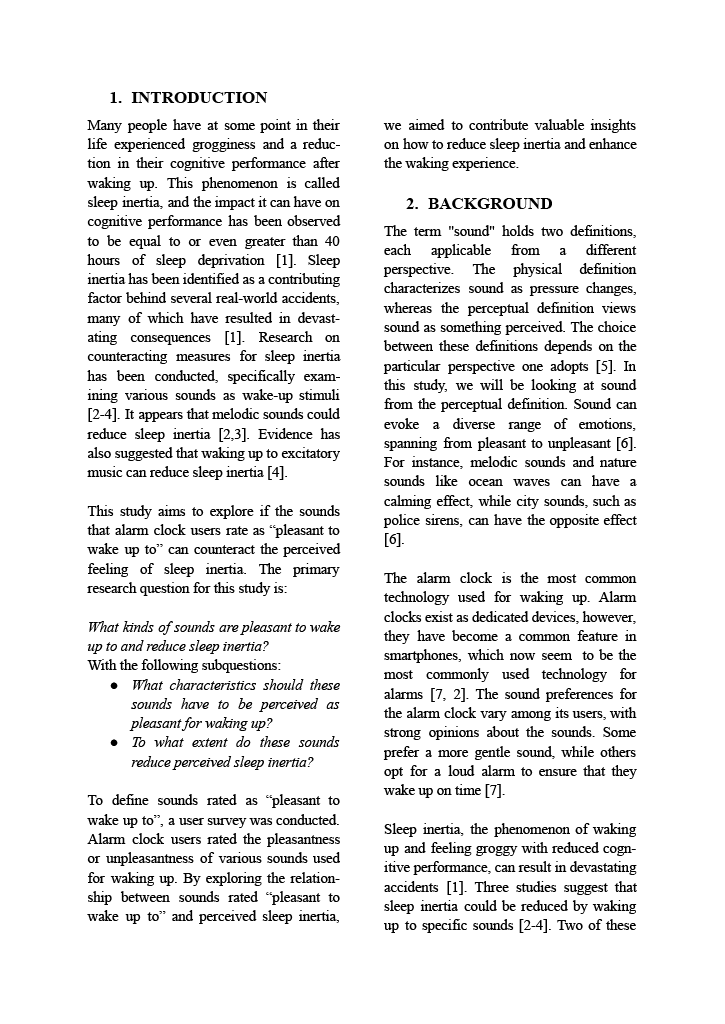 1. INTRODUCTION
Many people have at some point in their
life experienced grogginess and a reduc-
tion in their cognitive performance after
waking up. This phenomenon is called
sleep inertia, and the impact it can have on
cognitive performance has been observed
to be equal to or even greater than 40
hours of sleep deprivation [1]. Sleep
inertia has been identified as a contributing
factor behind several real-world accidents,
many of which have resulted in devast-
ating consequences [1]. Research on
counteracting measures for sleep inertia
has been conducted, specifically exam-
ining various sounds as wake-up stimuli
[2-4]. It appears that melodic sounds could
reduce sleep inertia [2,3]. Evidence has
also suggested that waking up to excitatory
music can reduce sleep inertia [4].
This study aims to explore if the sounds
that alarm clock users rate as “pleasant to
wake up to” can counteract the perceived
feeling of sleep inertia. The primary
research question for this study is:
What kinds of sounds are pleasant to wake
up to and reduce sleep inertia?
With the following subquestions:
● What characteristics should these
sounds have to be perceived as
pleasant for waking up?
● To what extent do these sounds
reduce perceived sleep inertia?
To define sounds rated as “pleasant to
wake up to”, a user survey was conducted.
Alarm clock users rated the pleasantness
or unpleasantness of various sounds used
for waking up. By exploring the relation-
ship between sounds rated “pleasant to
wake up to” and perceived sleep inertia,
we aimed to contribute valuable insights
on how to reduce sleep inertia and enhance
the waking experience.
2. BACKGROUND
The term "sound" holds two definitions,
each applicable from a different
perspective. The physical definition
characterizes sound as pressure changes,
whereas the perceptual definition views
sound as something perceived. The choice
between these definitions depends on the
particular perspective one adopts [5]. In
this study, we will be looking at sound
from the perceptual definition. Sound can
evoke a diverse range of emotions,
spanning from pleasant to unpleasant [6].
For instance, melodic sounds and nature
sounds like ocean waves can have a
calming effect, while city sounds, such as
police sirens, can have the opposite effect
[6].
The alarm clock is the most common
technology used for waking up. Alarm
clocks exist as dedicated devices, however,
they have become a common feature in
smartphones, which now seem to be the
most commonly used technology for
alarms [7, 2]. The sound preferences for
the alarm clock vary among its users, with
strong opinions about the sounds. Some
prefer a more gentle sound, while others
opt for a loud alarm to ensure that they
wake up on time [7].
Sleep inertia, the phenomenon of waking
up and feeling groggy with reduced cogn-
itive performance, can result in devastating
accidents [1]. Three studies suggest that
sleep inertia could be reduced by waking
up to specific sounds [2-4]. Two of these